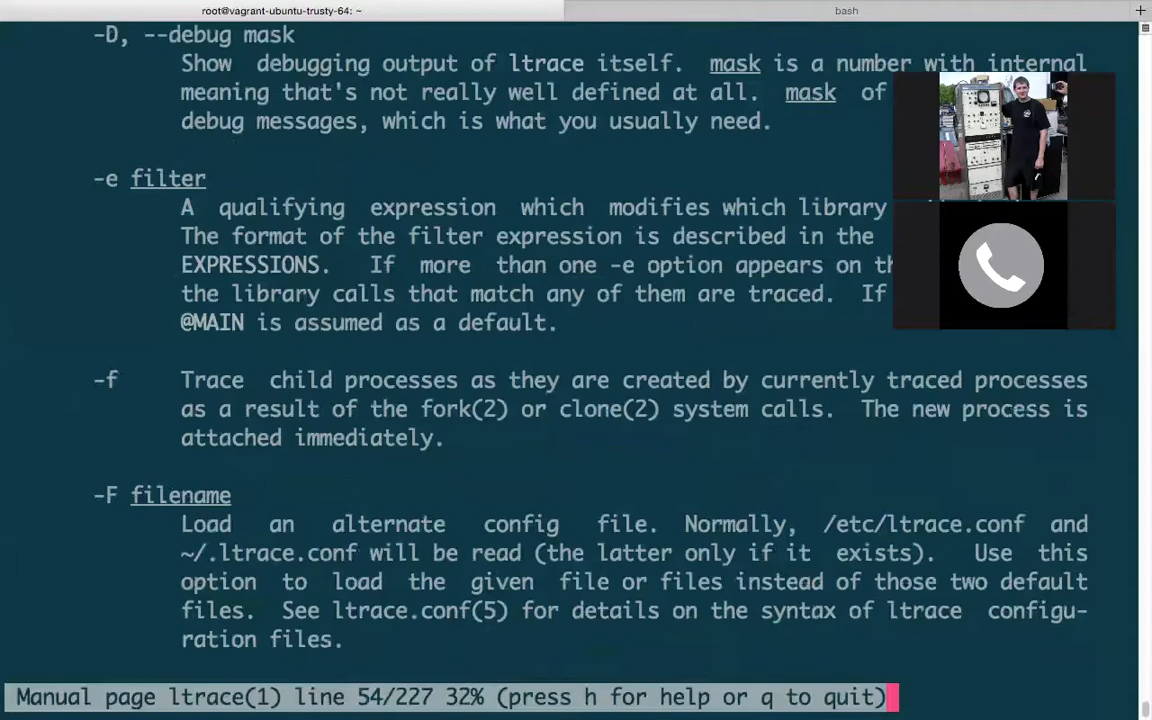 root@vagrant-ubuntu-trusty-64: ~
bash
-D, --debug mask
Show debugging output of ltrace itself. mask is a number with internal
meaning that's not really well defined at all. mask of
debug messages, which is what you usually need.
-e filter
A qualifying expression which modifies which library
The format of the filter expression is described in the
EXPRESSIONS. If more than one -e option appears on
the library calls that match any of them are traced. If
@MAIN is assumed as a default.
-f Trace child processes as they are created by currently traced processes
as a result of the fork(2) or clone(2) system calls. The new process is
attached immediately.
-F filename
Load an alternate config file. Normally, /etc/ltrace.conf and
~/.ltrace.conf will be read (the latter only if it exists). Use this
option to load the given file or files instead of those two default
files. See ltrace.conf(5) for details on the syntax of ltrace configu-
ration files.
Manual page ltrace(1) line 54/227 32% (press h for help or q to quit)